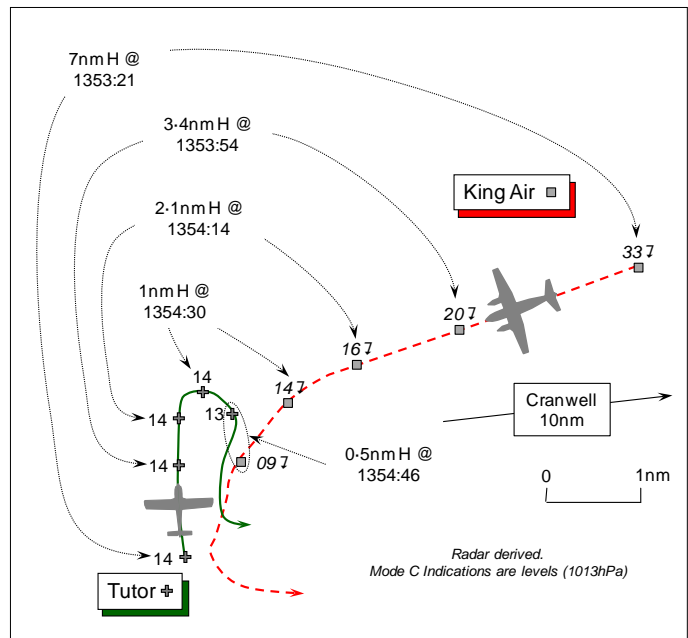 7nm H @
1353:21
3·4nm H @
1353:54
King Air
2·1nm H @
1354:14
33
1nm H @
1354:30
20
16
14
14
14
13
Cranwell
10nm
14
09
0·5nm H @
1354:46
0 1nm
14
Radar derived.
Mode C Indications are levels (1013hPa)
Tutor